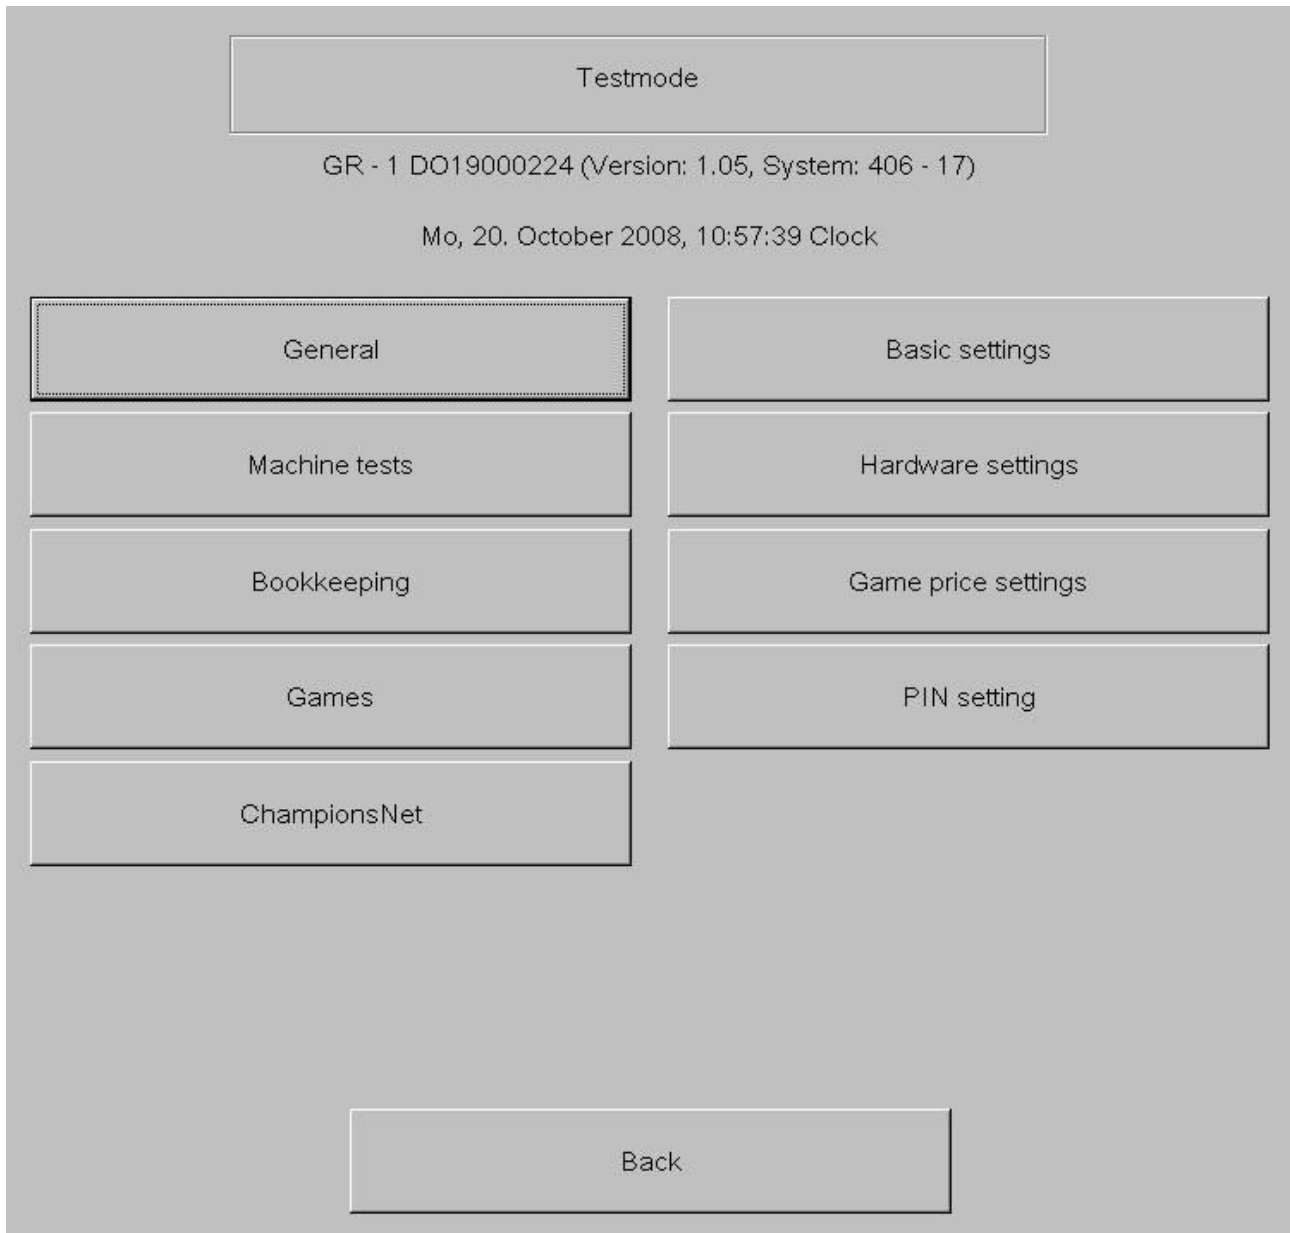 Testmode
GR - 1 DO19000224 (Version: 1.05, System: 406 - 17)
Mo, 20. October 2008, 10:57:39 Clock
General
Basic settings
Machine tests
Hardware settings
Bookkeeping
Game price settings
Games
PIN setting
ChampionsNet
Back